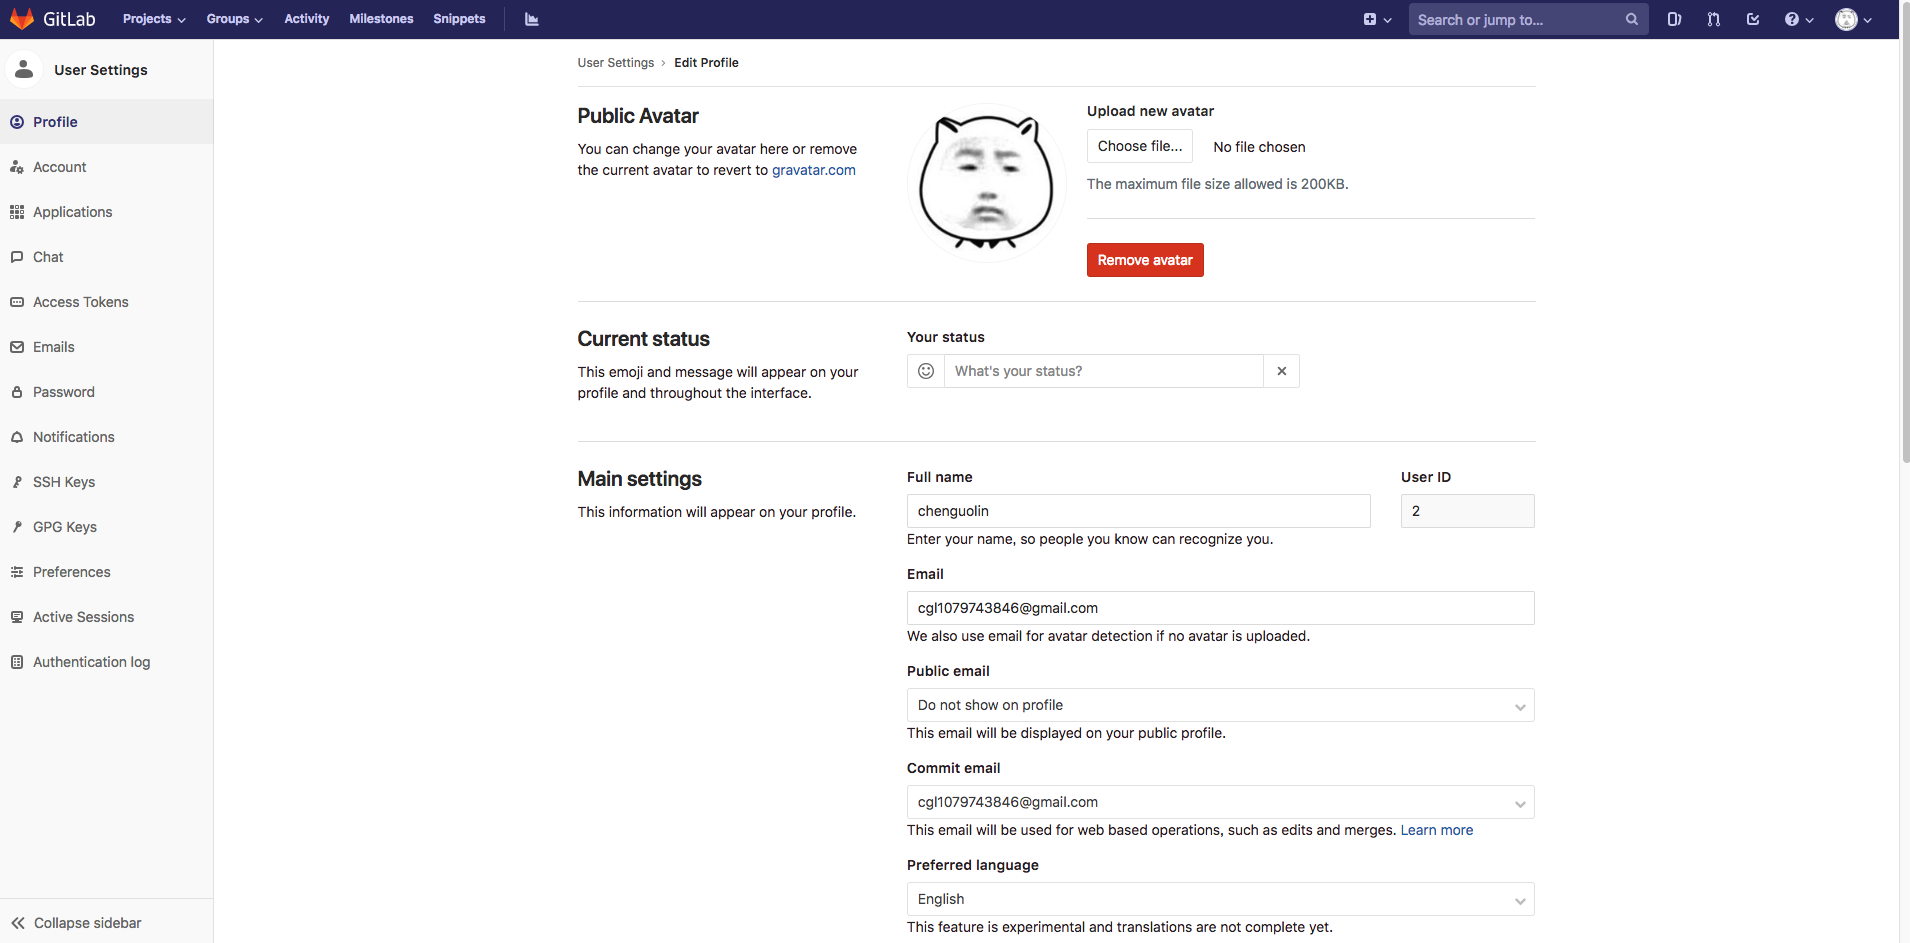 GitLab Projects Groups Activity Milestones Snippets Search or jump to...
User Settings
Profile
Account
Applications
Chat
Access Tokens
Emails
Password
Notifications
SSH Keys
GPG Keys
Preferences
Active Sessions
Authentication log
Collapse sidebar
User Settings › Edit Profile
Public Avatar
You can change your avatar here or remove
the current avatar to revert to gravatar.com
Upload new avatar
Choose file... No file chosen
The maximum file size allowed is 200KB.
Remove avatar
Current status
This emoji and message will appear on your
profile and throughout the interface.
Your status
What's your status?
Main settings
This information will appear on your profile.
Full name
chenguolin
Enter your name, so people you know can recognize you.
User ID
2
Email
cgl1079743846@gmail.com
We also use email for avatar detection if no avatar is uploaded.
Public email
Do not show on profile
This email will be displayed on your public profile.
Commit email
cgl1079743846@gmail.com
This email will be used for web based operations, such as edits and merges. Learn more
Preferred language
English
This feature is experimental and translations are not complete yet.